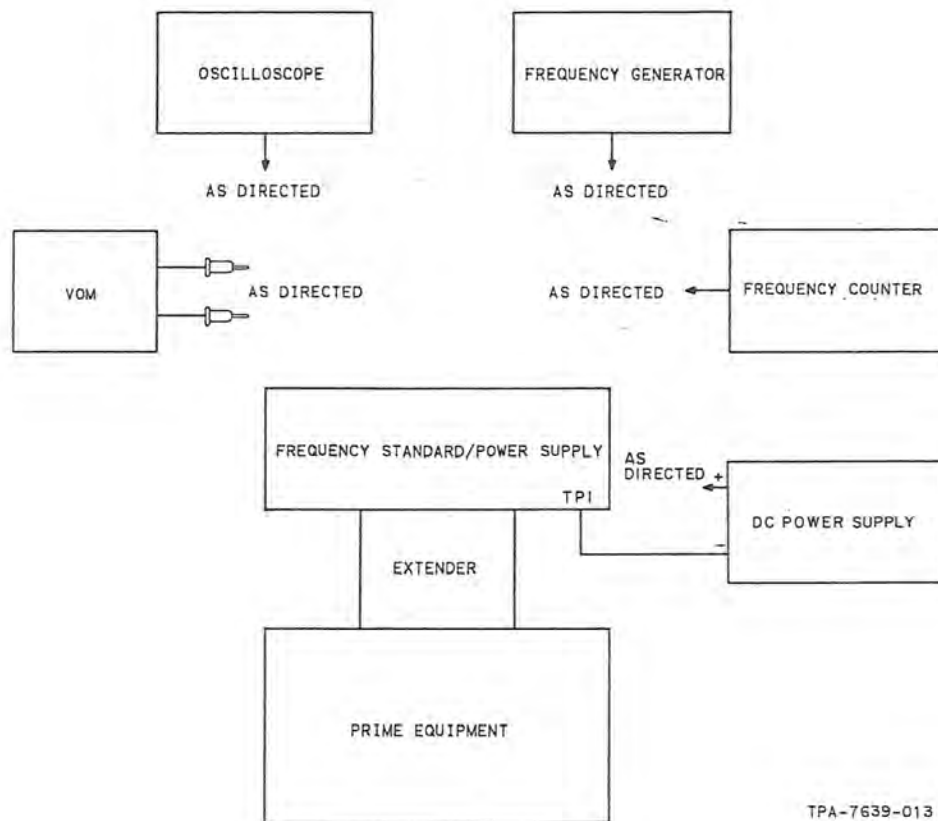 OSCILLOSCOPE
FREQUENCY GENERATOR
AS DIRECTED
AS DIRECTED
VOM
AS DIRECTED
AS DIRECTED
FREQUENCY COUNTER
FREQUENCY STANDARD/POWER SUPPLY
TP1
AS
DIRECTED
+
DC POWER SUPPLY
-
EXTENDER
PRIME EQUIPMENT
TPA-7639-013